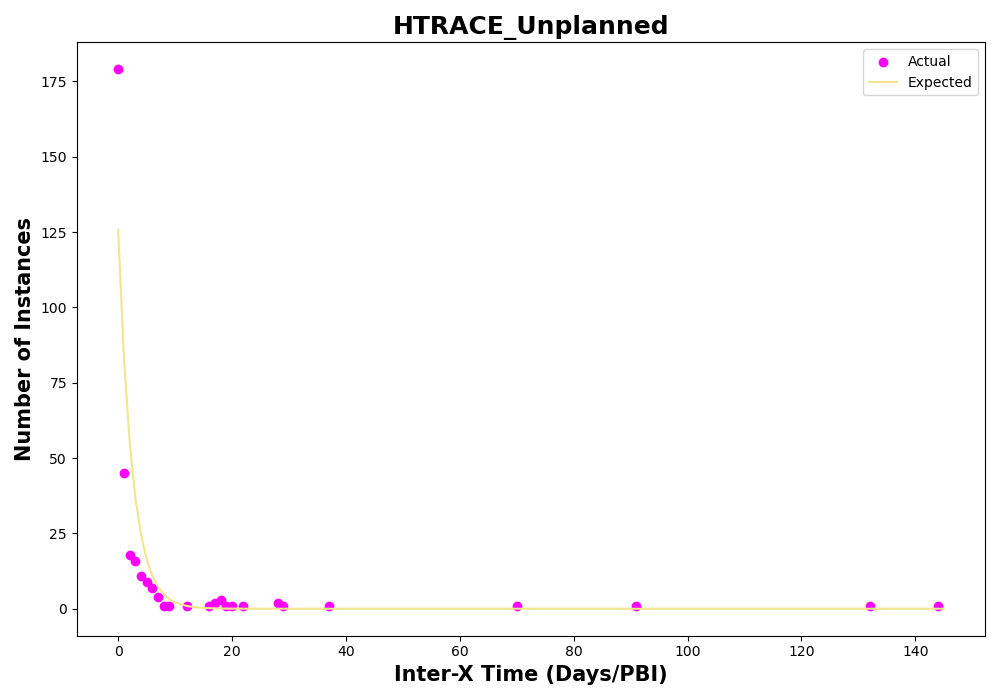 HTRACE_Unplanned
Actual
Expected
Number of Instances
175
150
125
100
75
50
25
0
0 20 40 60 80 100 120 140
Inter-X Time (Days/PBI)